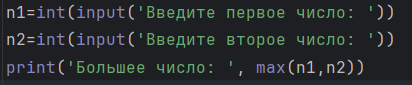 n1=int(input('Введите первое число: '))
n2=int(input('Введите второе число: '))
print('Большее число: ', max(n1,n2))